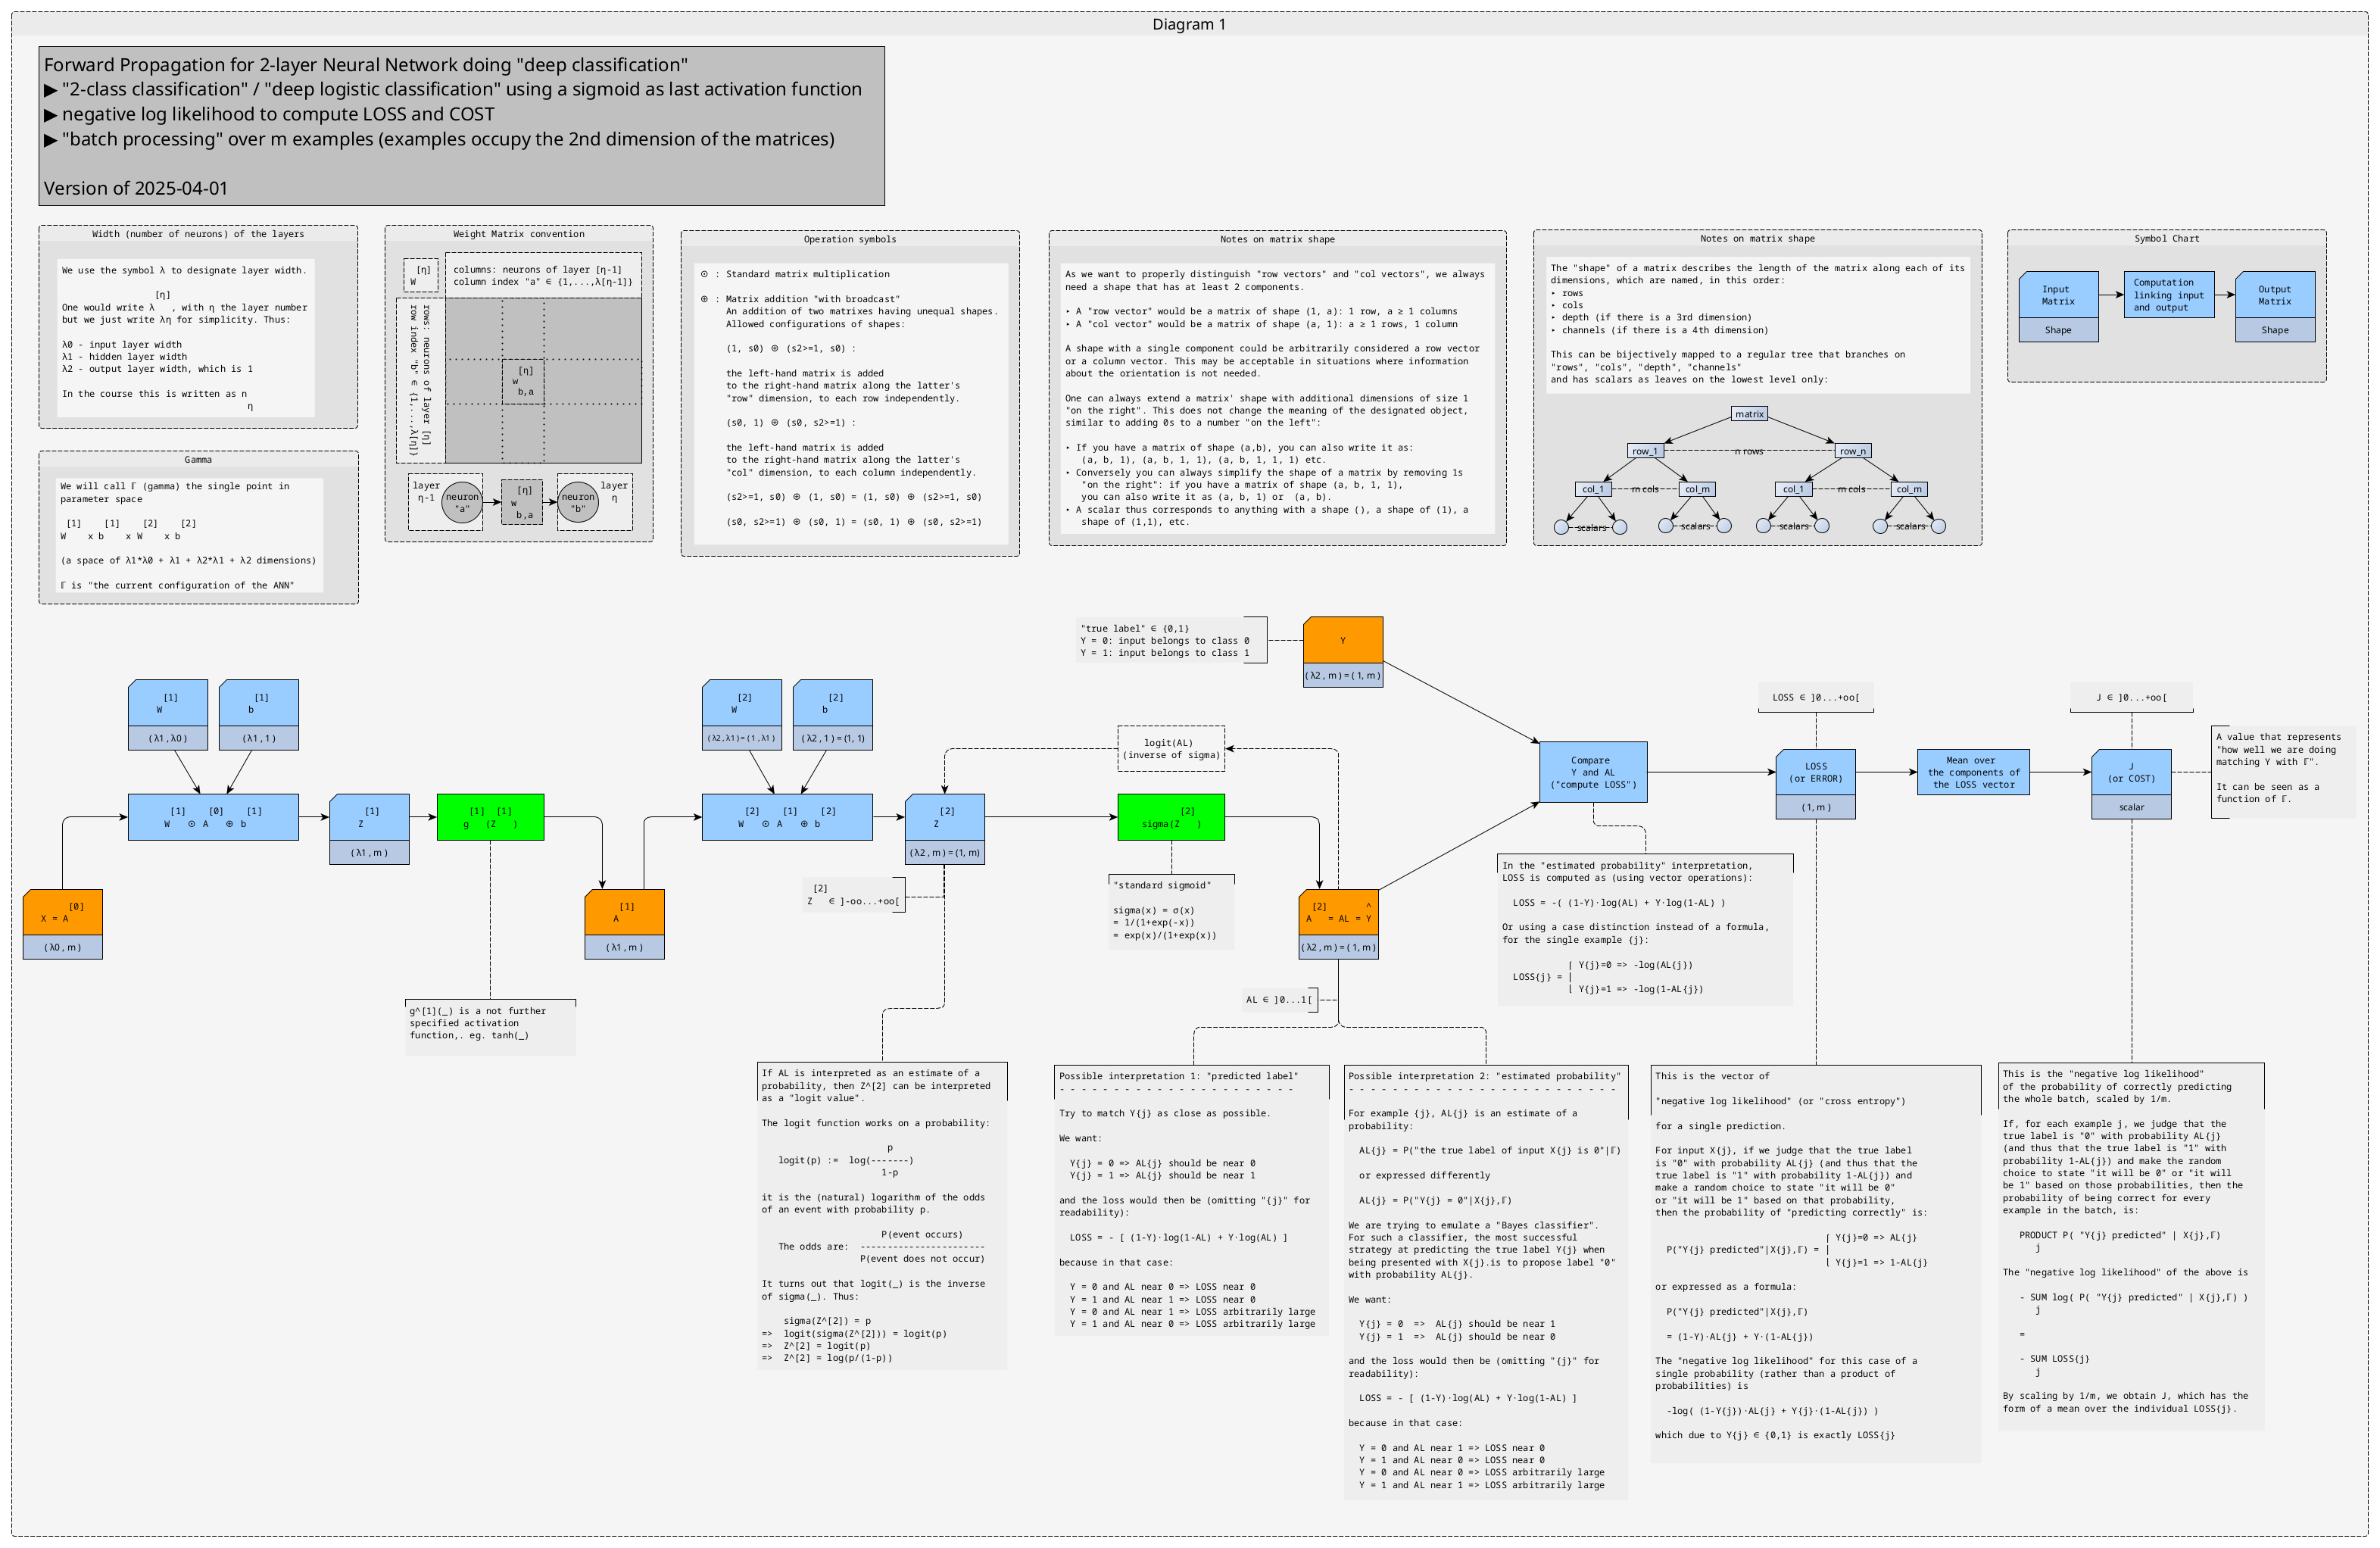 Diagram 1
Forward Propagation for 2-layer Neural Network doing "deep classification"
▶ "2-class classification" / "deep logistic classification" using a sigmoid as last activation function
▶ negative log likelihood to compute LOSS and COST
▶ "batch processing" over m examples (examples occupy the 2nd dimension of the matrices)
Version of 2025-04-01
Width (number of neurons) of the layers
We use the symbol λ to designate layer width.
[η]
One would write λ , with η the layer number
but we just write λη for simplicity. Thus:
λ0 - input layer width
λ1 - hidden layer width
λ2 - output layer width, which is 1
In the course this is written as n
η
Gamma
We will call Γ (gamma) the single point in
parameter space
[1] [1] [2] [2]
W x b x W x b
(a space of λ1*λ0 + λ1 + λ2*λ1 + λ2 dimensions)
Γ is "the current configuration of the ANN"
Weight Matrix convention
[η]
W
columns: neurons of layer [η-1]
column index "a" ∈ {1,...,λ[η-1]}
rows: neurons of layer [η]
row index "b" ∈ {1,...,λ[η]}
[η]
w
b,a
layer
η-1
neuron
"a"
[η]
w
b,a
neuron
"b"
layer
η
Operation symbols
⊙ : Standard matrix multiplication
⊕ : Matrix addition "with broadcast"
An addition of two matrixes having unequal shapes.
Allowed configurations of shapes:
(1, s0) ⊕ (s2>=1, s0) :
the left-hand matrix is added
to the right-hand matrix along the latter's
"row" dimension, to each row independently.
(s0, 1) ⊕ (s0, s2>=1) :
the left-hand matrix is added
to the right-hand matrix along the latter's
"col" dimension, to each column independently.
(s2>=1, s0) ⊕ (1, s0) = (1, s0) ⊕ (s2>=1, s0)
(s0, s2>=1) ⊕ (s0, 1) = (s0, 1) ⊕ (s0, s2>=1)
Notes on matrix shape
As we want to properly distinguish "row vectors" and "col vectors", we always
need a shape that has at least 2 components.
‣ A "row vector" would be a matrix of shape (1, a): 1 row, a ≥ 1 columns
‣ A "col vector" would be a matrix of shape (a, 1): a ≥ 1 rows, 1 column
A shape with a single component could be arbitrarily considered a row vector
or a column vector. This may be acceptable in situations where information
about the orientation is not needed.
One can always extend a matrix' shape with additional dimensions of size 1
"on the right". This does not change the meaning of the designated object,
similar to adding 0s to a number "on the left":
‣ If you have a matrix of shape (a,b), you can also write it as:
(a, b, 1), (a, b, 1, 1), (a, b, 1, 1, 1) etc.
‣ Conversely you can always simplify the shape of a matrix by removing 1s
"on the right": if you have a matrix of shape (a, b, 1, 1),
you can also write it as (a, b, 1) or (a, b).
‣ A scalar thus corresponds to anything with a shape (), a shape of (1), a
shape of (1,1), etc.
Notes on matrix shape
The "shape" of a matrix describes the length of the matrix along each of its
dimensions, which are named, in this order:
‣ rows
‣ cols
‣ depth (if there is a 3rd dimension)
‣ channels (if there is a 4th dimension)
This can be bijectively mapped to a regular tree that branches on
"rows", "cols", "depth", "channels"
and has scalars as leaves on the lowest level only:
matrix
row_1
n rows
row_n
col_1
m cols
col_m
col_1
m cols
col_m
scalars
scalars
scalars
scalars
Symbol Chart
Input
Matrix
Shape
Computation
linking input
and output
Output
Matrix
Shape
"true label" ∈ {0,1}
Y = 0: input belongs to class 0
Y = 1: input belongs to class 1
Y
( λ2 , m ) = ( 1, m )
[1]
W
( λ1 , λ0 )
[1]
b
( λ1 , 1 )
[1] [0] [1]
W ⊙ A ⊕ b
[0]
X = A
( λ0 , m )
[1]
Z
( λ1 , m )
[1] [1]
g (Z )
g^[1](_) is a not further
specified activation
function,. eg. tanh(_)
[1]
A
( λ1 , m )
[2]
W
( λ2 , λ1 ) = ( 1 , λ1 )
[2]
b
( λ2 , 1 ) = (1, 1)
[2] [1] [2]
W ⊙ A ⊕ b
[2]
Z
( λ2 , m ) = (1, m)
[2]
Z ∈ ]-oo...+oo[
logit(AL)
(inverse of sigma)
[2]
sigma(Z )
"standard sigmoid"
sigma(x) = σ(x)
= 1/(1+exp(-x))
= exp(x)/(1+exp(x))
[2] ^
A = AL = Y
( λ2 , m ) = ( 1, m )
AL ∈ ]0...1[
Compare
Y and AL
("compute LOSS")
In the "estimated probability" interpretation,
LOSS is computed as (using vector operations):
LOSS = -( (1-Y)·log(AL) + Y·log(1-AL) )
Or using a case distinction instead of a formula,
for the single example {j}:
⌈ Y{j}=0 => -log(AL{j})
LOSS{j} = |
⌊ Y{j}=1 => -log(1-AL{j})
LOSS ∈ ]0...+oo[
LOSS
(or ERROR)
( 1, m )
Mean over
the components of
the LOSS vector
J ∈ ]0...+oo[
J
(or COST)
scalar
A value that represents
"how well we are doing
matching Y with Γ".
It can be seen as a
function of Γ.
If AL is interpreted as an estimate of a
probability, then Z^[2] can be interpreted
as a "logit value".
The logit function works on a probability:
p
logit(p) := log(-------)
1-p
it is the (natural) logarithm of the odds
of an event with probability p.
P(event occurs)
The odds are: -----------------------
P(event does not occur)
It turns out that logit(_) is the inverse
of sigma(_). Thus:
sigma(Z^[2]) = p
=> logit(sigma(Z^[2])) = logit(p)
=> Z^[2] = logit(p)
=> Z^[2] = log(p/(1-p))
Possible interpretation 1: "predicted label"
- - - - - - - - - - - - - - - - - - - - - -
Try to match Y{j} as close as possible.
We want:
Y{j} = 0 => AL{j} should be near 0
Y{j} = 1 => AL{j} should be near 1
and the loss would then be (omitting "{j}" for
readability):
LOSS = - [ (1-Y)·log(1-AL) + Y·log(AL) ]
because in that case:
Y = 0 and AL near 0 => LOSS near 0
Y = 1 and AL near 1 => LOSS near 0
Y = 0 and AL near 1 => LOSS arbitrarily large
Y = 1 and AL near 0 => LOSS arbitrarily large
Possible interpretation 2: "estimated probability"
- - - - - - - - - - - - - - - - - - - - - - - - -
For example {j}, AL{j} is an estimate of a
probability:
AL{j} = P("the true label of input X{j} is 0"|Γ)
or expressed differently
AL{j} = P("Y{j} = 0"|X{j},Γ)
We are trying to emulate a "Bayes classifier".
For such a classifier, the most successful
strategy at predicting the true label Y{j} when
being presented with X{j}.is to propose label "0"
with probability AL{j}.
We want:
Y{j} = 0 => AL{j} should be near 1
Y{j} = 1 => AL{j} should be near 0
and the loss would then be (omitting "{j}" for
readability):
LOSS = - [ (1-Y)·log(AL) + Y·log(1-AL) ]
because in that case:
Y = 0 and AL near 1 => LOSS near 0
Y = 1 and AL near 0 => LOSS near 0
Y = 0 and AL near 0 => LOSS arbitrarily large
Y = 1 and AL near 1 => LOSS arbitrarily large
This is the vector of
"negative log likelihood" (or "cross entropy")
for a single prediction.
For input X{j}, if we judge that the true label
is "0" with probability AL{j} (and thus that the
true label is "1" with probability 1-AL{j}) and
make a random choice to state "it will be 0"
or "it will be 1" based on that probability,
then the probability of "predicting correctly" is:
⌈ Y{j}=0 => AL{j}
P("Y{j} predicted"|X{j},Γ) = |
⌊ Y{j}=1 => 1-AL{j}
or expressed as a formula:
P("Y{j} predicted"|X{j},Γ)
= (1-Y)·AL{j} + Y·(1-AL{j})
The "negative log likelihood" for this case of a
single probability (rather than a product of
probabilities) is
-log( (1-Y{j})·AL{j} + Y{j}·(1-AL{j}) )
which due to Y{j} ∈ {0,1} is exactly LOSS{j}
This is the "negative log likelihood"
of the probability of correctly predicting
the whole batch, scaled by 1/m.
If, for each example j, we judge that the
true label is "0" with probability AL{j}
(and thus that the true label is "1" with
probability 1-AL{j}) and make the random
choice to state "it will be 0" or "it will
be 1" based on those probabilities, then the
probability of being correct for every
example in the batch, is:
PRODUCT P( "Y{j} predicted" | X{j},Γ)
j
The "negative log likelihood" of the above is
- SUM log( P( "Y{j} predicted" | X{j},Γ) )
j
=
- SUM LOSS{j}
j
By scaling by 1/m, we obtain J, which has the
form of a mean over the individual LOSS{j}.